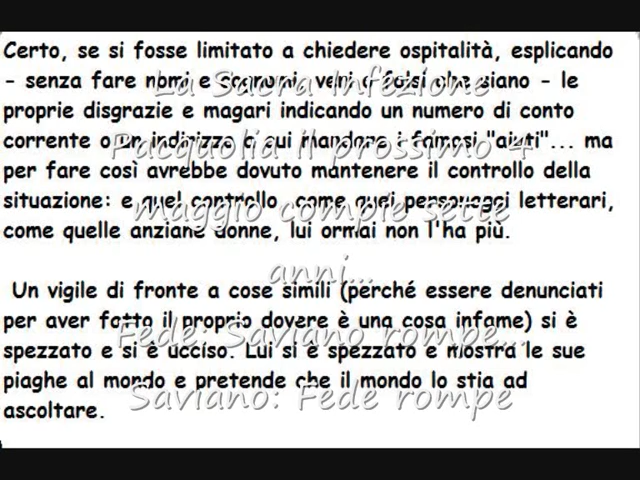 Certo, se si fosse limitato a chiedere ospitalità, esplicando
- senza fare nomi e cognomi, veri o falsi che siano - le
proprie disgrazie e magari indicando un numero di conto
corrente o un indirizzo a cui mandare i famosi "aiuti"... ma
per fare così avrebbe dovuto mantenere il controllo della
situazione: e quel controllo, come quei personaggi letterari,
come quelle anziane donne, lui ormai non l'ha più.
Un vigile di fronte a cose simili (perché essere denunciati
per aver fatto il proprio dovere è una cosa infame) si è
spezzato e si è ucciso. Lui si è spezzato e mostra le sue
piaghe al mondo e pretende che il mondo lo stia ad
ascoltare.
La Sacra Infezione
Pacquolia il prossimo 4
maggio compie sette
anni...
Fede: Saviano rompe...
Saviano: Fede rompe